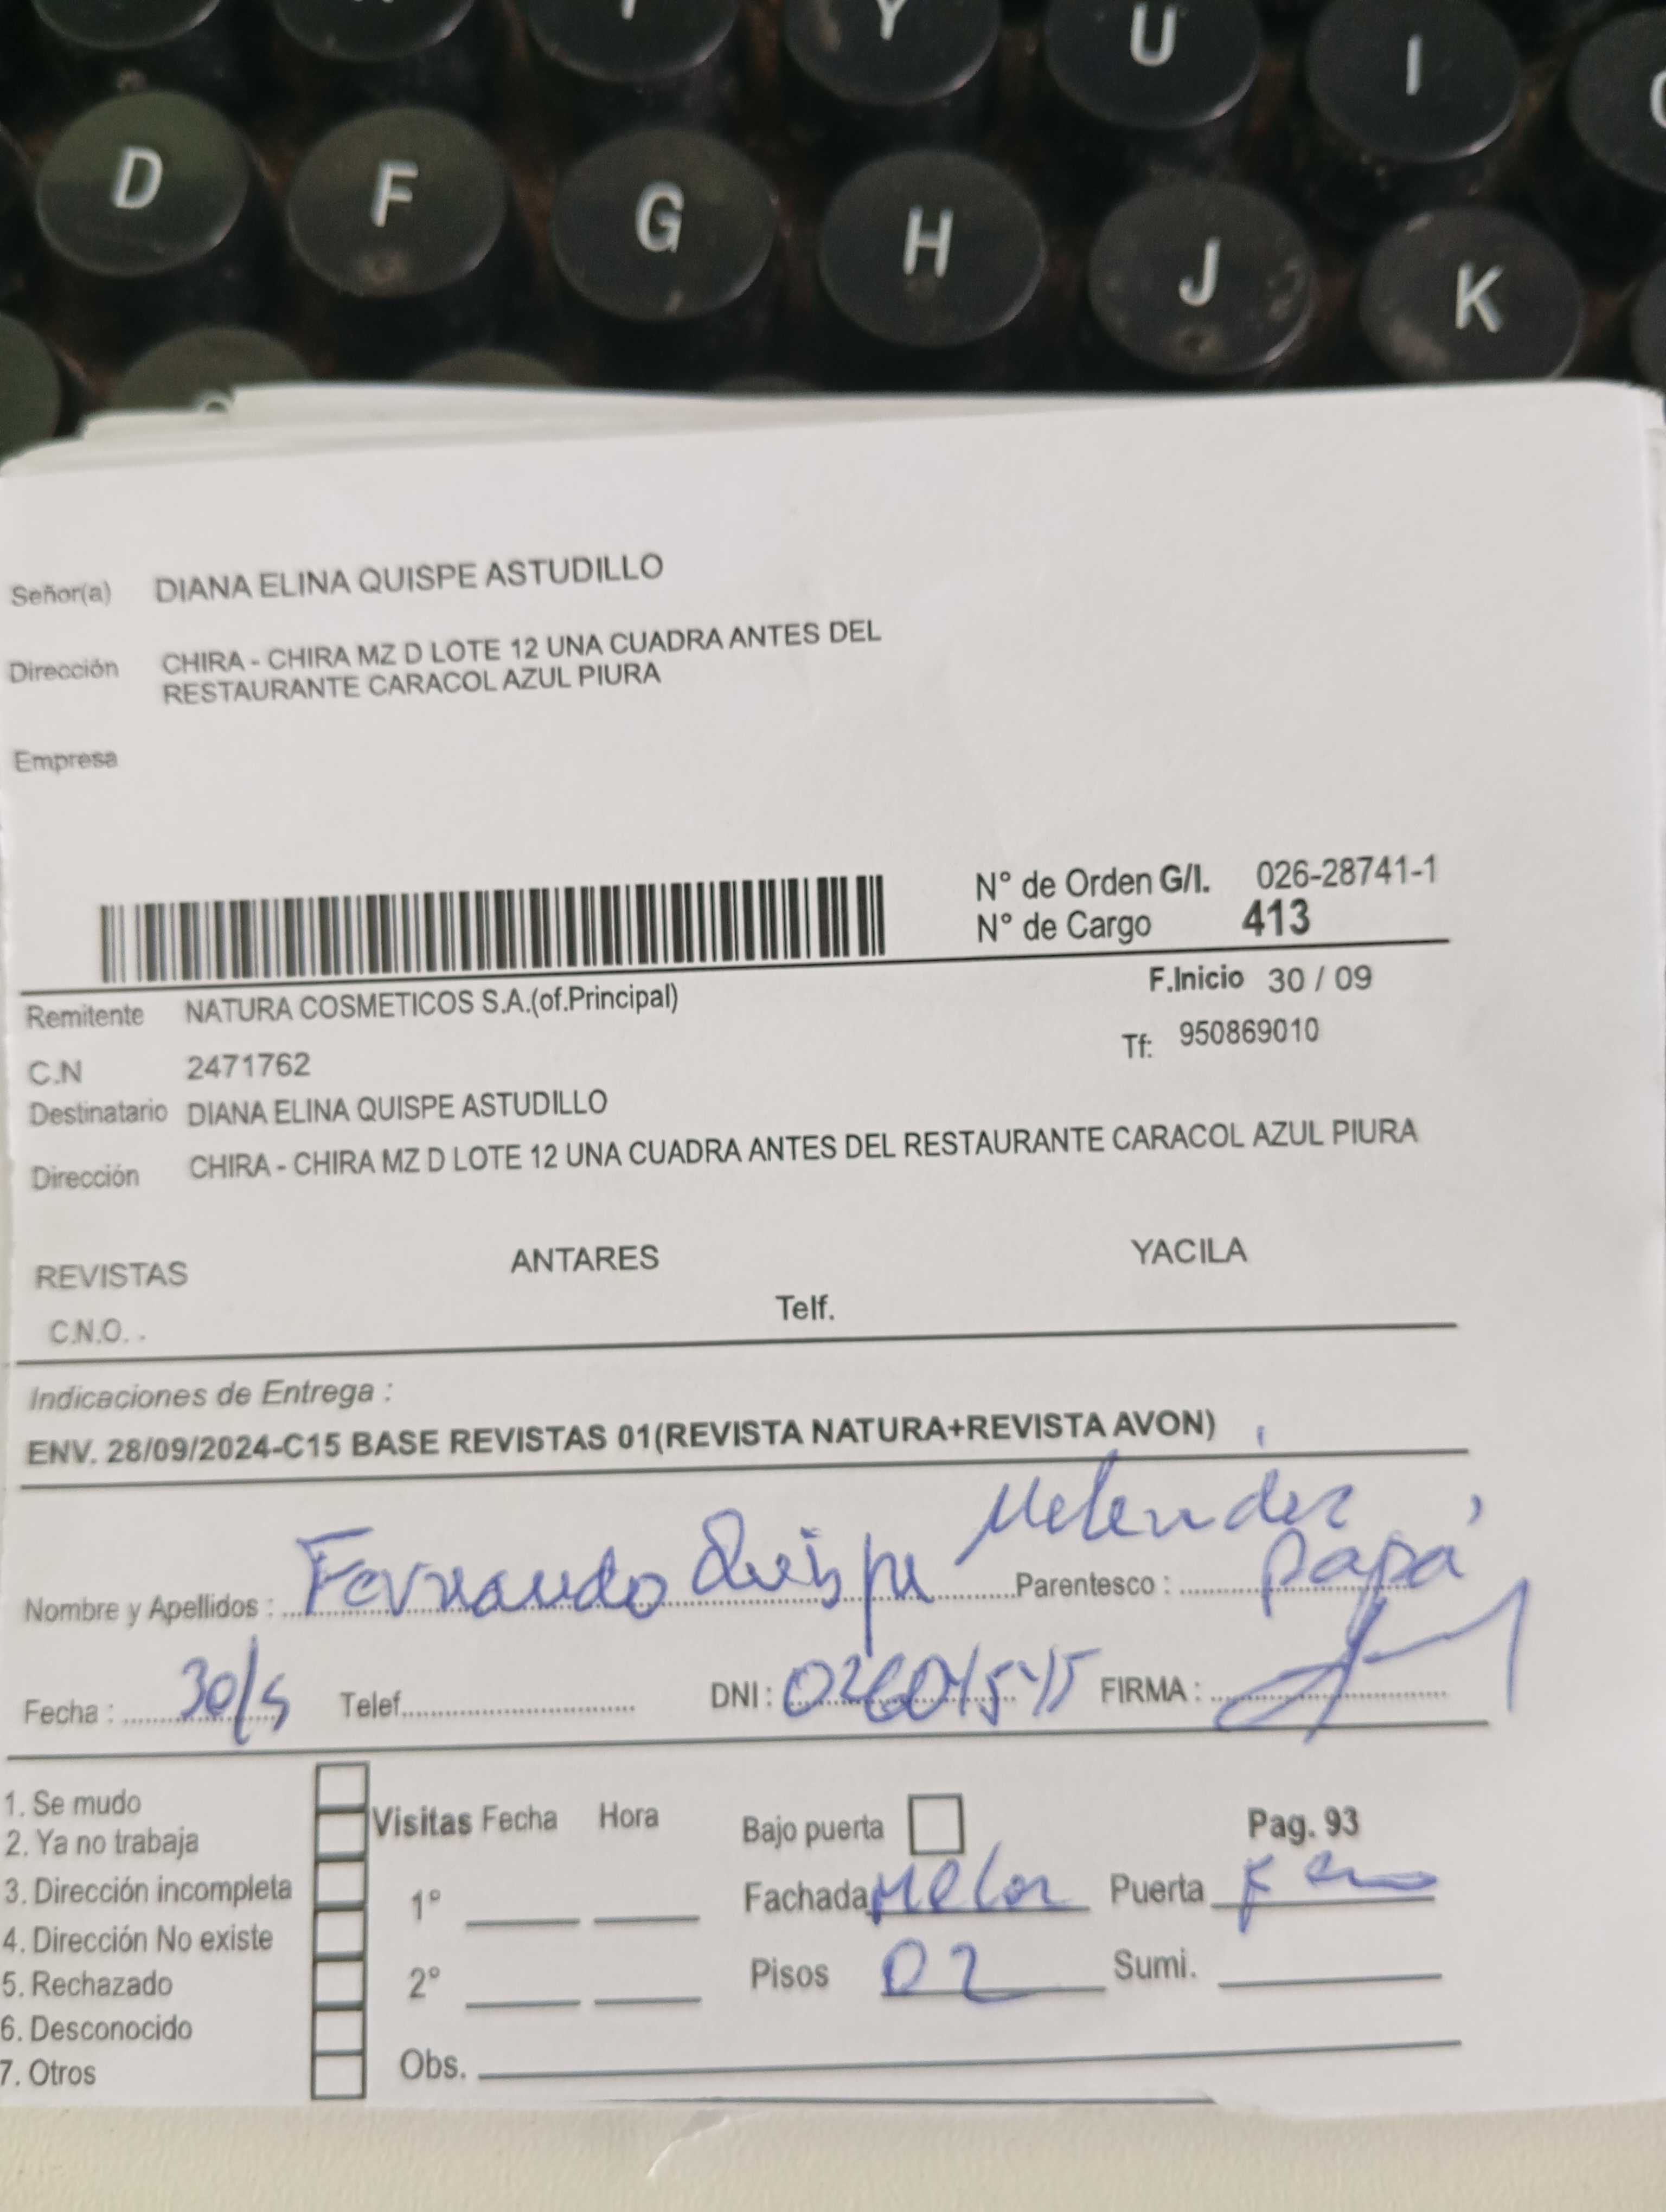 Y U I
D F G H J K
Señor(a) DIANA ELINA QUISPE ASTUDILLO
Dirección CHIRA - CHIRA MZ D LOTE 12 UNA CUADRA ANTES DEL
RESTAURANTE CARACOL AZUL PIURA
Empresa
N° de Orden G/I. 026-28741-1
N° de Cargo 413
F.Inicio 30 / 09
Remitente NATURA COSMETICOS S.A.(of.Principal)
Tf: 950869010
C.N 2471762
Destinatario DIANA ELINA QUISPE ASTUDILLO
Dirección CHIRA - CHIRA MZ D LOTE 12 UNA CUADRA ANTES DEL RESTAURANTE CARACOL AZUL PIURA
REVISTAS ANTARES YACILA
C.N.O. . Telf.
Indicaciones de Entrega :
ENV. 28/09/2024-C15 BASE REVISTAS 01(REVISTA NATURA+REVISTA AVON)
Nombre y Apellidos : Fernando Quispe Melendez Parentesco : papá
Fecha : 30/9 Telef. DNI : FIRMA :
1. Se mudo
2. Ya no trabaja
3. Dirección incompleta
4. Dirección No existe
5. Rechazado
6. Desconocido
7. Otros
Visitas Fecha Hora
1°
2°
Obs.
Bajo puerta Pag. 93
Fachada Melon Puerta
Pisos 02 Sumi.